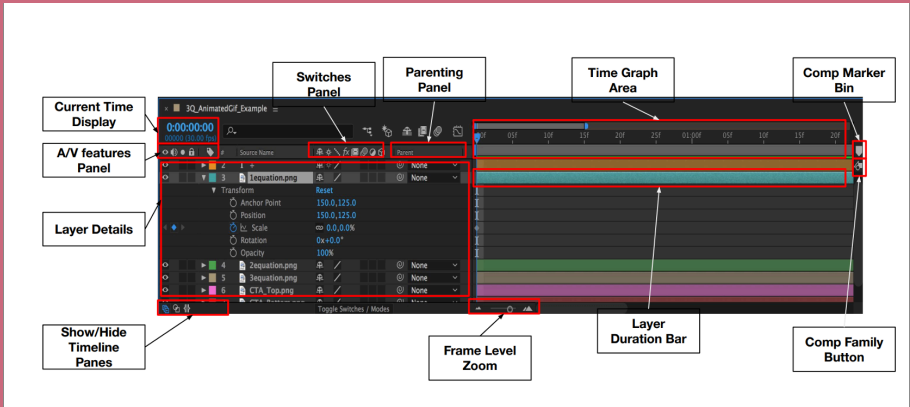 Switches
Panel
Parenting
Panel
Time Graph
Area
Comp Marker
Bin
Current Time
Display
A/V features
Panel
Layer Details
Show/Hide
Timeline
Panes
Frame Level
Zoom
Layer
Duration Bar
Comp Family
Button
3Q_AnimatedGif_Example
0:00:00:00
00000 (30.00 fps)
05f 10f 15f 20f 25f 01:00f 05f 10f 15f 20f
# Source Name Parent
2 None
3 1equation.png None
Transform Reset
Anchor Point 150.0,125.0
Position 150.0,125.0
Scale 0.0,0.0%
Rotation 0x+0.0°
Opacity 100%
4 2equation.png None
5 3equation.png None
6 CTA_Top.png None
CTA_Bottom.png
Toggle Switches / Modes